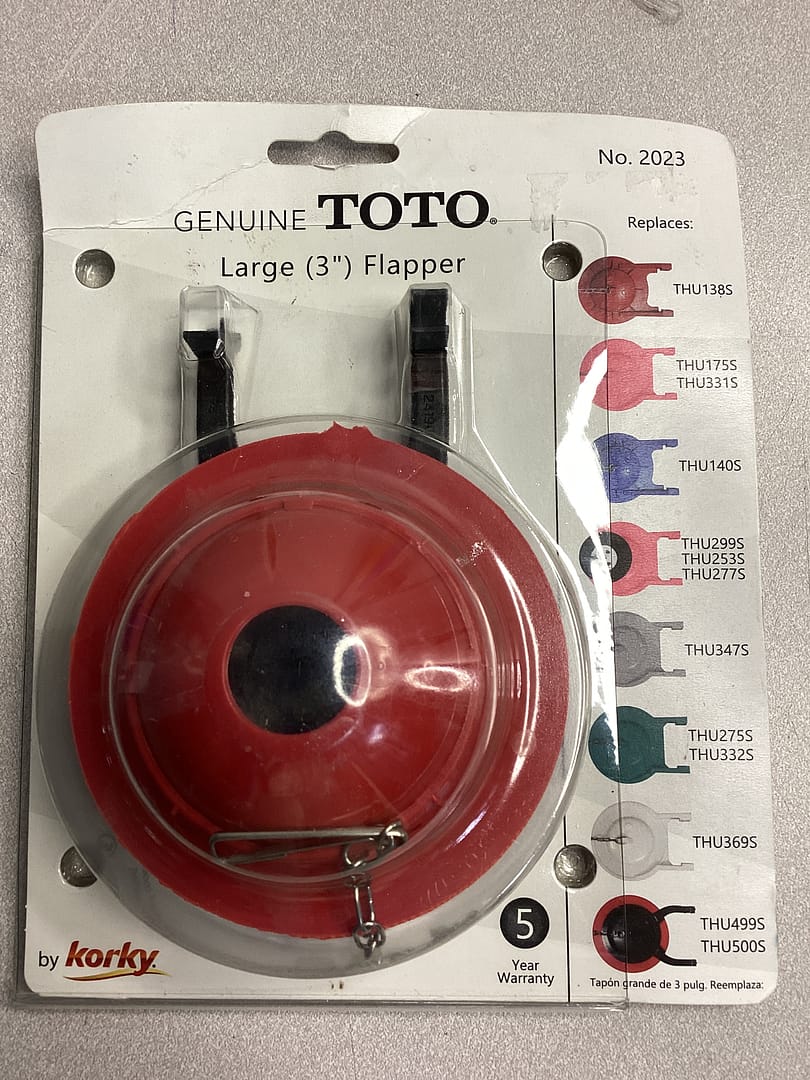 No. 2023
GENUINE TOTO®
Large (3") Flapper
Replaces:
THU138S
THU175S
THU331S
THU140S
THU299S
THU253S
THU277S
THU347S
THU275S
THU332S
THU369S
THU499S
THU500S
5
Year
Warranty
by korky
Tapón grande de 3 pulg. Reemplaza: